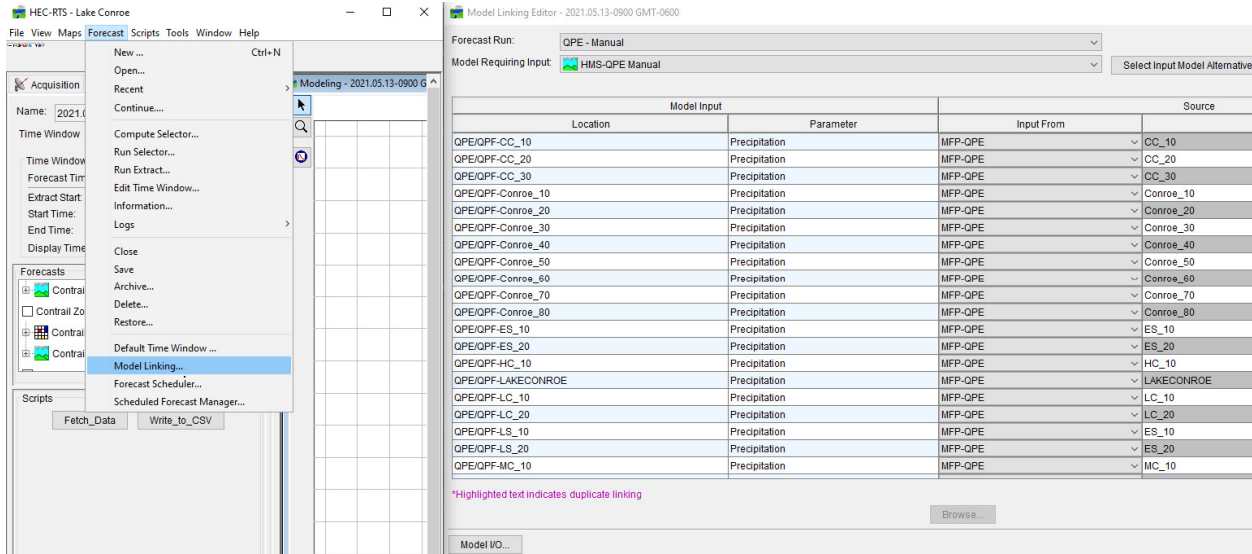 HEC-RTS - Lake Conroe
File View Maps Forecast Scripts Tools Window Help
New ... Ctrl+N
Open...
Recent
Continue....
Compute Selector...
Run Selector...
Run Extract...
Edit Time Window...
Information...
Logs
Close
Save
Archive...
Delete...
Restore...
Default Time Window ...
Model Linking...
Forecast Scheduler...
Scheduled Forecast Manager...
Acquisition
Name: 2021.0
Time Window
Time Window
Forecast Tim
Extract Start:
Start Time:
End Time:
Display Time
Forecasts
Contrai
Contrail Zo
Contrail
Contrai
Scripts
Fetch_Data Write_to_CSV
Modeling - 2021.05.13-0900 G
Model Linking Editor - 2021.05.13-0900 GMT-0600
Forecast Run: QPE - Manual
Model Requiring Input: HMS-QPE Manual Select Input Model Alternative
Model Input Source
Location Parameter Input From
QPE/QPF-CC_10 Precipitation MFP-QPE CC_10
QPE/QPF-CC_20 Precipitation MFP-QPE CC_20
QPE/QPF-CC_30 Precipitation MFP-QPE CC_30
QPE/QPF-Conroe_10 Precipitation MFP-QPE Conroe_10
QPE/QPF-Conroe_20 Precipitation MFP-QPE Conroe_20
QPE/QPF-Conroe_30 Precipitation MFP-QPE Conroe_30
QPE/QPF-Conroe_40 Precipitation MFP-QPE Conroe_40
QPE/QPF-Conroe_50 Precipitation MFP-QPE Conroe_50
QPE/QPF-Conroe_60 Precipitation MFP-QPE Conroe_60
QPE/QPF-Conroe_70 Precipitation MFP-QPE Conroe_70
QPE/QPF-Conroe_80 Precipitation MFP-QPE Conroe_80
QPE/QPF-ES_10 Precipitation MFP-QPE ES_10
QPE/QPF-ES_20 Precipitation MFP-QPE ES_20
QPE/QPF-HC_10 Precipitation MFP-QPE HC_10
QPE/QPF-LAKECONROE Precipitation MFP-QPE LAKECONROE
QPE/QPF-LC_10 Precipitation MFP-QPE LC_10
QPE/QPF-LC_20 Precipitation MFP-QPE LC_20
QPE/QPF-LS_10 Precipitation MFP-QPE ES_10
QPE/QPF-LS_20 Precipitation MFP-QPE ES_20
QPE/QPF-MC_10 Precipitation MFP-QPE MC_10
*Highlighted text indicates duplicate linking
Browse...
Model I/O...